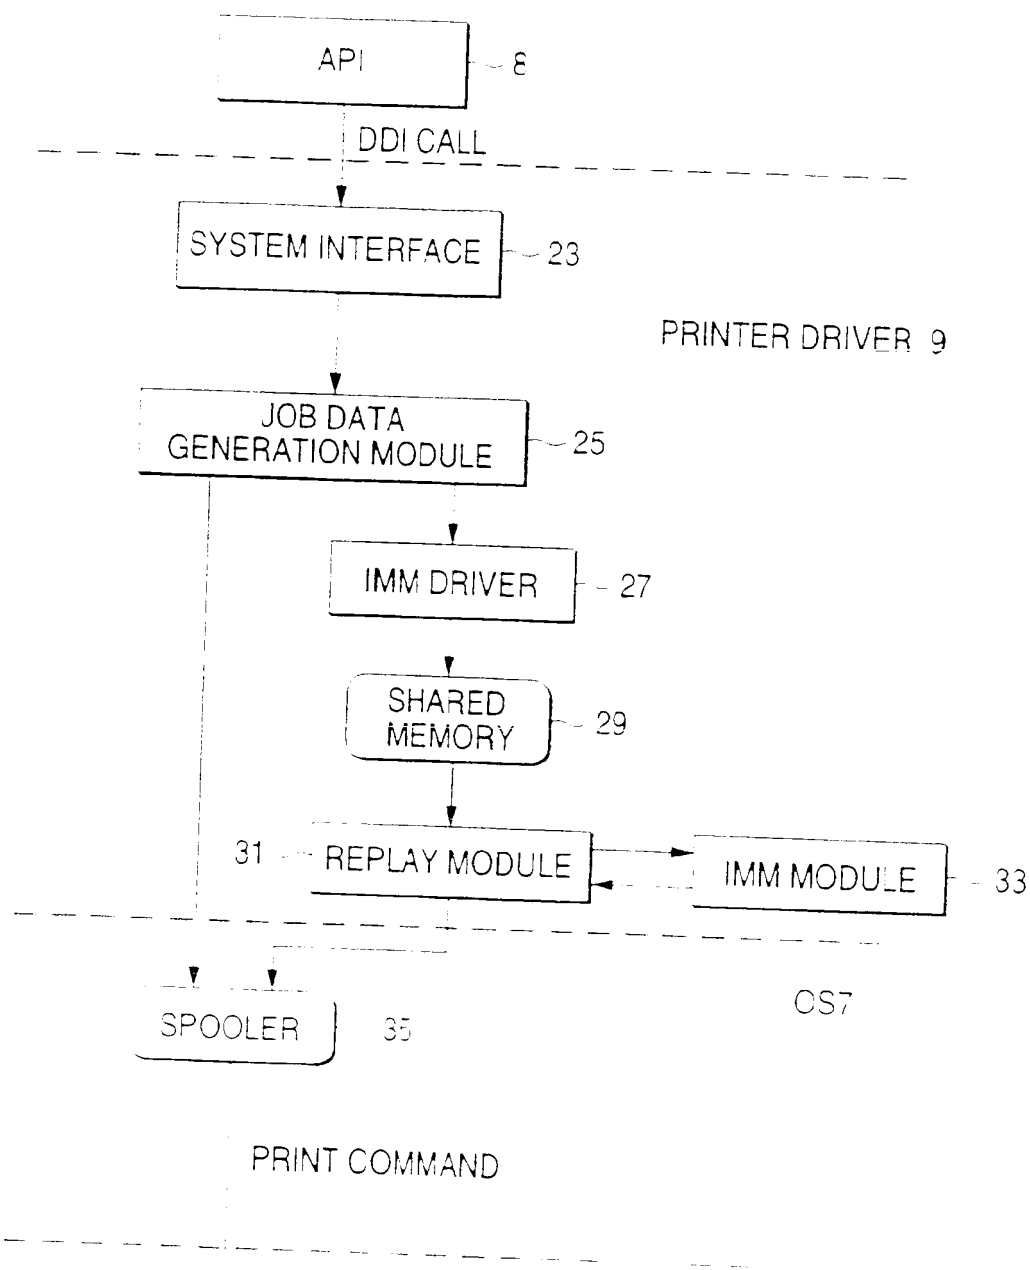 API
8
DDI CALL
SYSTEM INTERFACE
23
PRINTER DRIVER 9
JOB DATA
GENERATION MODULE
25
IMM DRIVER
27
SHARED
MEMORY
29
31
REPLAY MODULE
IMM MODULE
33
OS7
SPOOLER
35
PRINT COMMAND